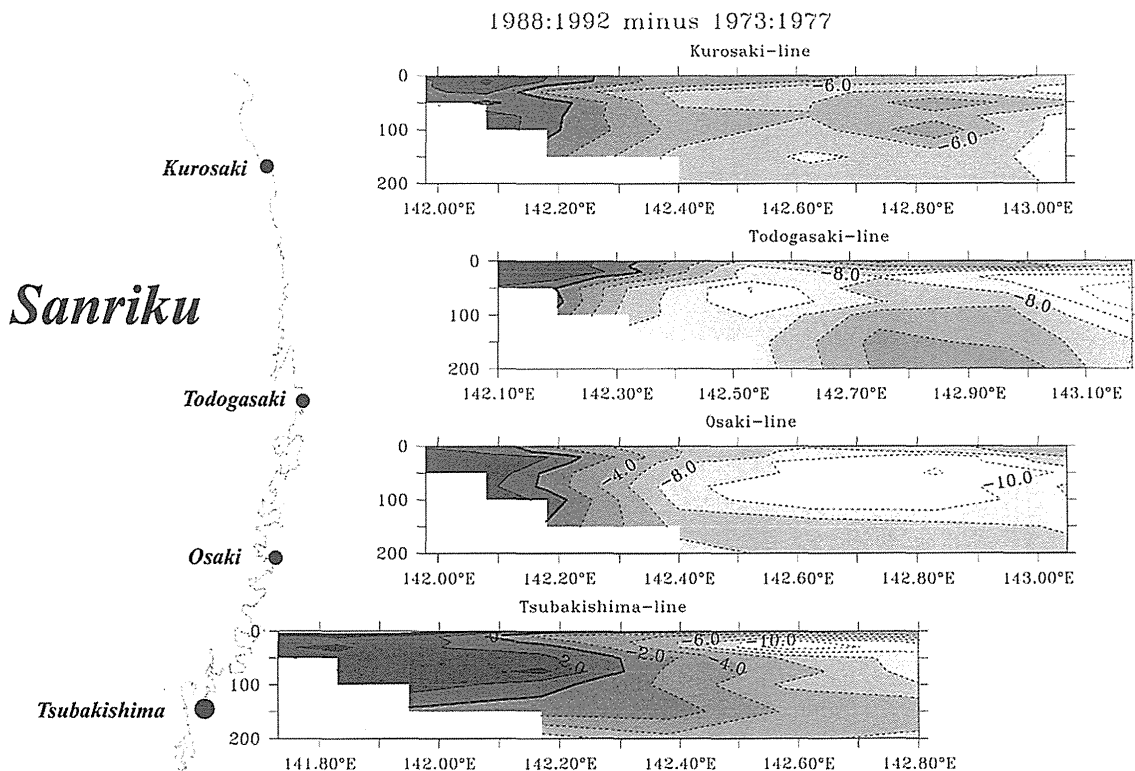 1988:1992 minus 1973:1977
Kurosaki-line
0
100
200
-6.0
-6.0
142.00°E 142.20°E 142.40°E 142.60°E 142.80°E 143.00°E
Kurosaki
Todogasaki-line
0
100
200
-8.0
-8.0
142.10°E 142.30°E 142.50°E 142.70°E 142.90°E 143.10°E
Sanriku
Todogasaki
Osaki-line
0
100
200
-4.0
-8.0
-10.0
142.00°E 142.20°E 142.40°E 142.60°E 142.80°E 143.00°E
Osaki
Tsubakishima-line
0
100
200
0
2.0
-2.0
-6.0
-10.0
-4.0
141.80°E 142.00°E 142.20°E 142.40°E 142.60°E 142.80°E
Tsubakishima